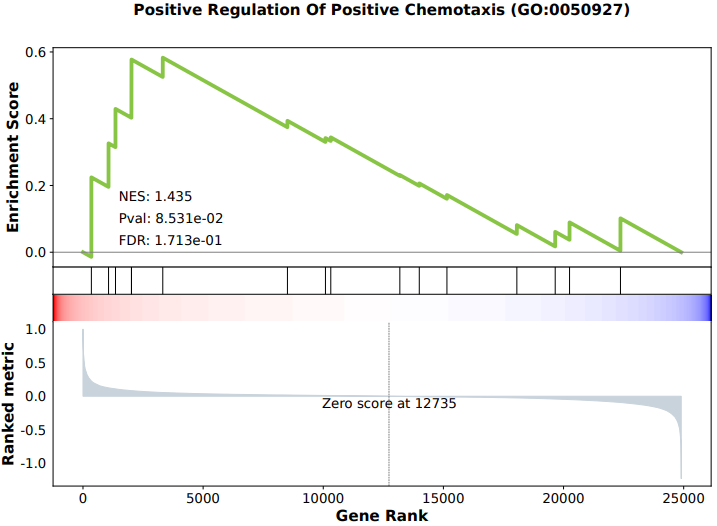 Positive Regulation Of Positive Chemotaxis (GO:0050927)
0.6
0.4
0.2
0.0
Enrichment Score
NES: 1.435
Pval: 8.531e-02
FDR: 1.713e-01
1.0
0.5
0.0
-0.5
-1.0
Ranked metric
Zero score at 12735
0 5000 10000 15000 20000 25000
Gene Rank